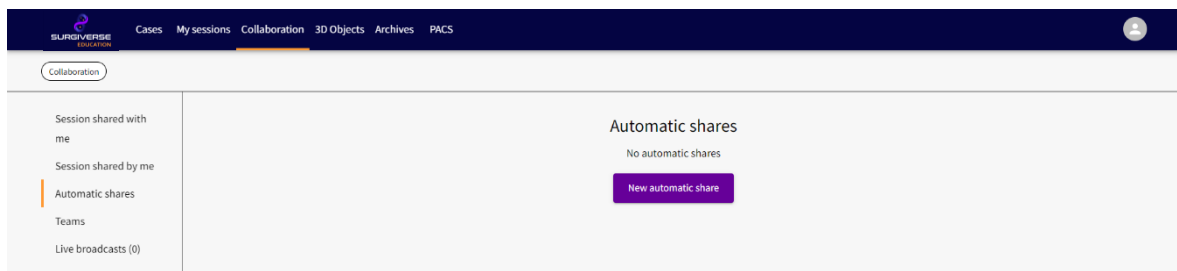 SURGIVERSE
EDUCATION
Cases My sessions Collaboration 3D Objects Archives PACS
Collaboration
Session shared with
me
Session shared by me
Automatic shares
Teams
Live broadcasts (0)
Automatic shares
No automatic shares
New automatic share